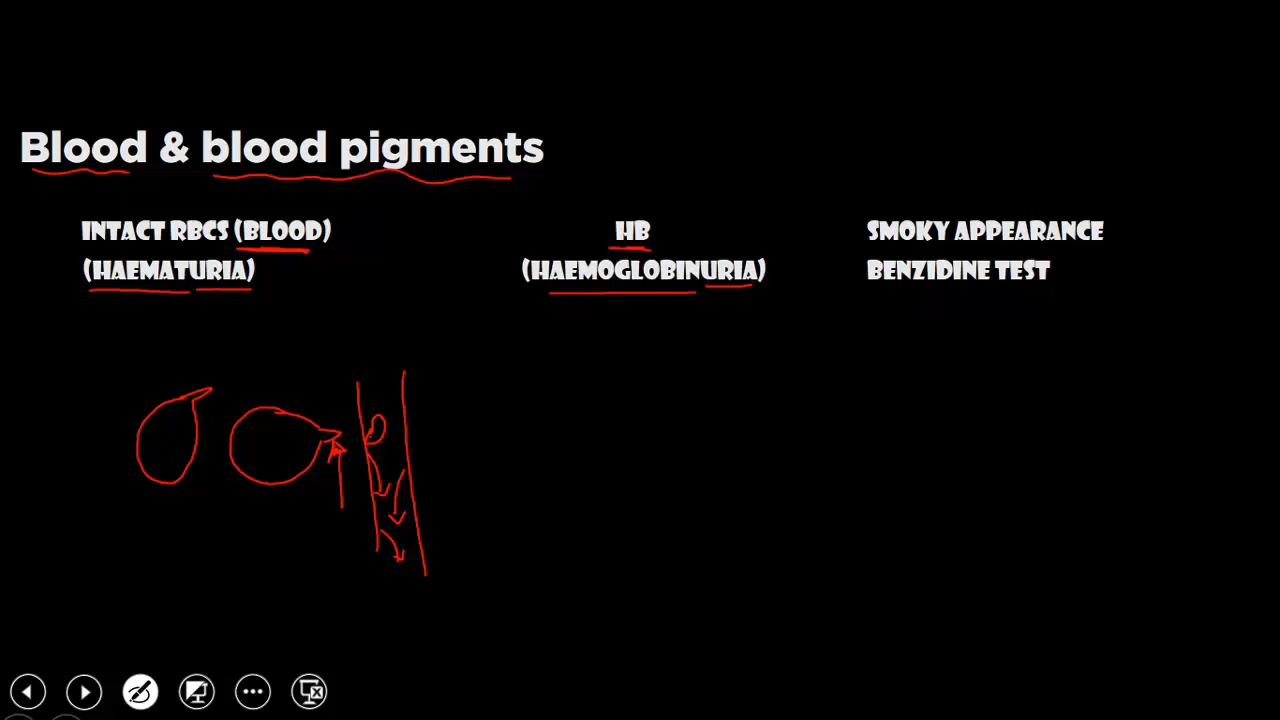 Blood & blood pigments
INTACT RBCS (BLOOD)
(HAEMATURIA)
HB
(HAEMOGLOBINURIA)
SMOKY APPEARANCE
BENZIDINE TEST